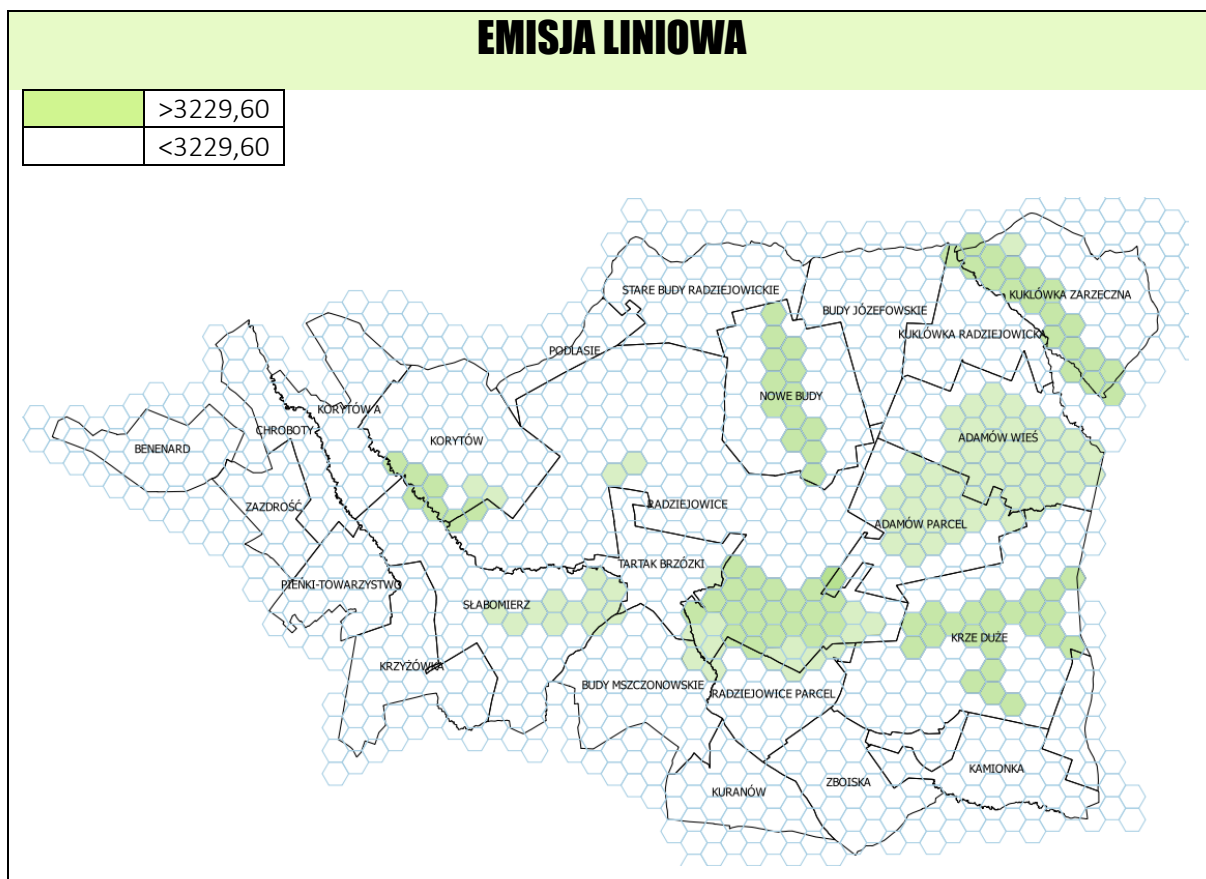 EMISJA LINIOWA
>3229,60
<3229,60
STARE BUDY RADZIEJOWICKIE
BUDY JÓZEFOWSKIE
KUKLÓWKA ZARZECZNA
KUKLÓWKA RADZIEJOWICKA
PODLASIE
NOWE BUDY
KORYTÓW A
CHROBOTY
KORYTÓW
BENENARD
ADAMÓW WIEŚ
ZAZDROŚĆ
RADZIEJOWICE
ADAMÓW PARCEL
TARTAK BRZÓZKI
PIEŃKI-TOWARZYSTWO
SŁABOMIERZ
KRZE DUŻE
KRZYŻÓWKA
BUDY MSZCZONOWSKIE
RADZIEJOWICE PARCEL
KURANÓW
ZBOISKA
KAMIONKA